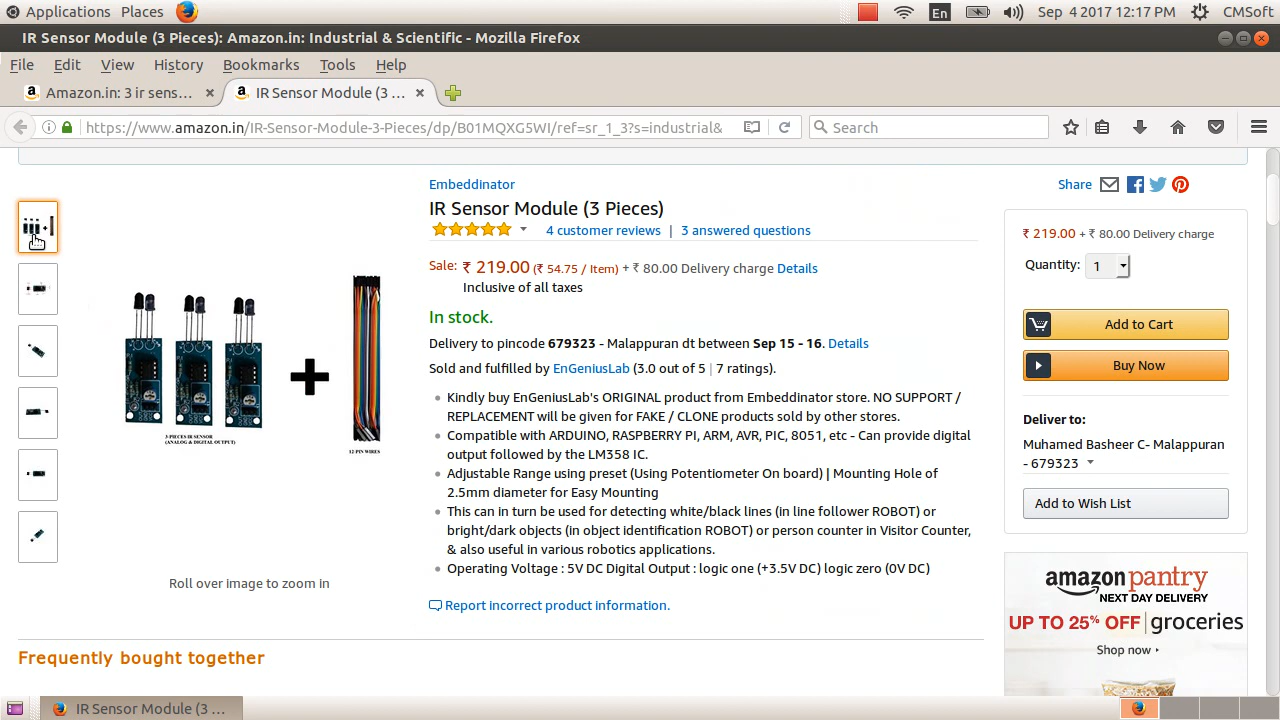 Applications Places En Sep 4 2017 12:17 PM CMSoft
IR Sensor Module (3 Pieces): Amazon.in: Industrial & Scientific - Mozilla Firefox
File Edit View History Bookmarks Tools Help
Amazon.in: 3 ir sens... × IR Sensor Module (3 ... ×
https://www.amazon.in/IR-Sensor-Module-3-Pieces/dp/B01MQXG5WI/ref=sr_1_3?s=industrial& Search
Embeddinator
Share
IR Sensor Module (3 Pieces)
4 customer reviews | 3 answered questions
Sale: ₹ 219.00 (₹ 54.75 / Item) + ₹ 80.00 Delivery charge Details
Inclusive of all taxes
In stock.
Delivery to pincode 679323 - Malappuran dt between Sep 15 - 16. Details
Sold and fulfilled by EnGeniusLab (3.0 out of 5 | 7 ratings).
• Kindly buy EnGeniusLab's ORIGINAL product from Embeddinator store. NO SUPPORT /
REPLACEMENT will be given for FAKE / CLONE products sold by other stores.
• Compatible with ARDUINO, RASPBERRY PI, ARM, AVR, PIC, 8051, etc - Can provide digital
output followed by the LM358 IC.
• Adjustable Range using preset (Using Potentiometer On board) | Mounting Hole of
2.5mm diameter for Easy Mounting
• This can in turn be used for detecting white/black lines (in line follower ROBOT) or
bright/dark objects (in object identification ROBOT) or person counter in Visitor Counter,
& also useful in various robotics applications.
• Operating Voltage : 5V DC Digital Output : logic one (+3.5V DC) logic zero (0V DC)
Report incorrect product information.
3 PIECES IR SENSOR
(ANALOG & DIGITAL OUTPUT)
12-PIN WIRES
Roll over image to zoom in
₹ 219.00 + ₹ 80.00 Delivery charge
Quantity: 1
Add to Cart
Buy Now
Deliver to:
Muhamed Basheer C- Malappuran
- 679323
Add to Wish List
amazon pantry
NEXT DAY DELIVERY
UP TO 25% OFF | groceries
Shop now
Frequently bought together
IR Sensor Module (3 ...